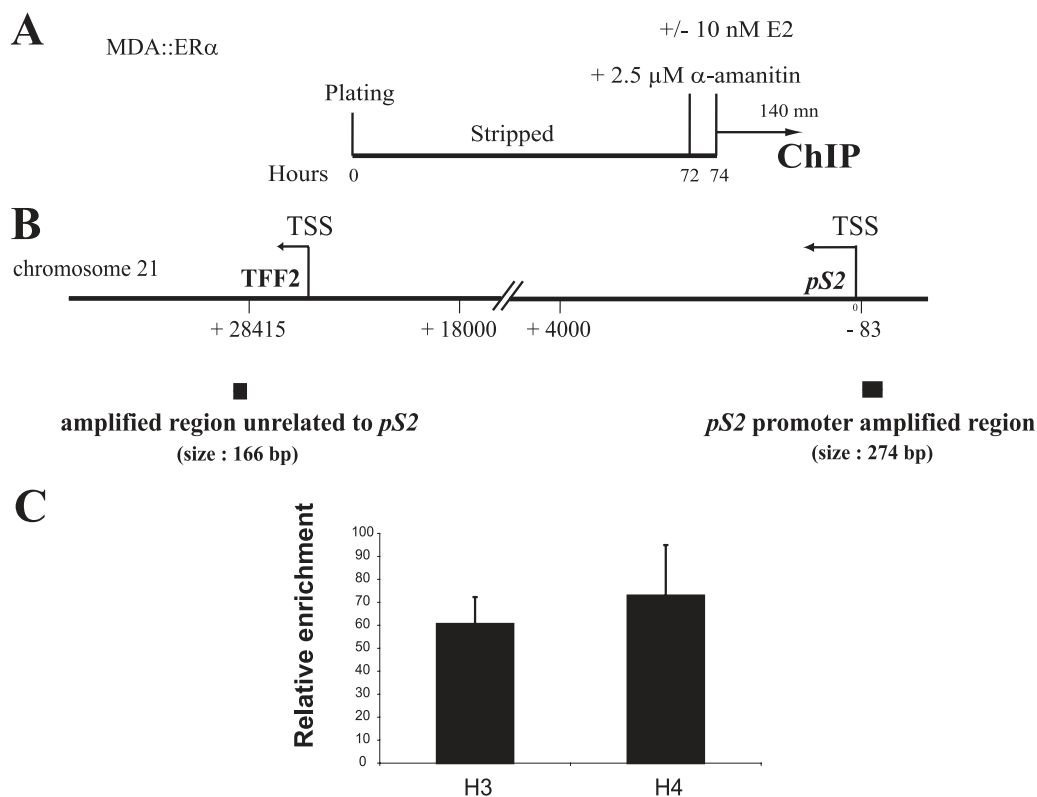 A
MDA::ERα
+/- 10 nM E2
+ 2.5 µM α-amanitin
Plating
140 mn
Stripped
ChIP
Hours
0
72
74
B
TSS
TSS
chromosome 21
TFF2
pS2
0
+ 28415
+ 18000
+ 4000
- 83
amplified region unrelated to pS2
(size : 166 bp)
pS2 promoter amplified region
(size : 274 bp)
C
Relative enrichment
100
90
80
70
60
50
40
30
20
10
0
H3
H4